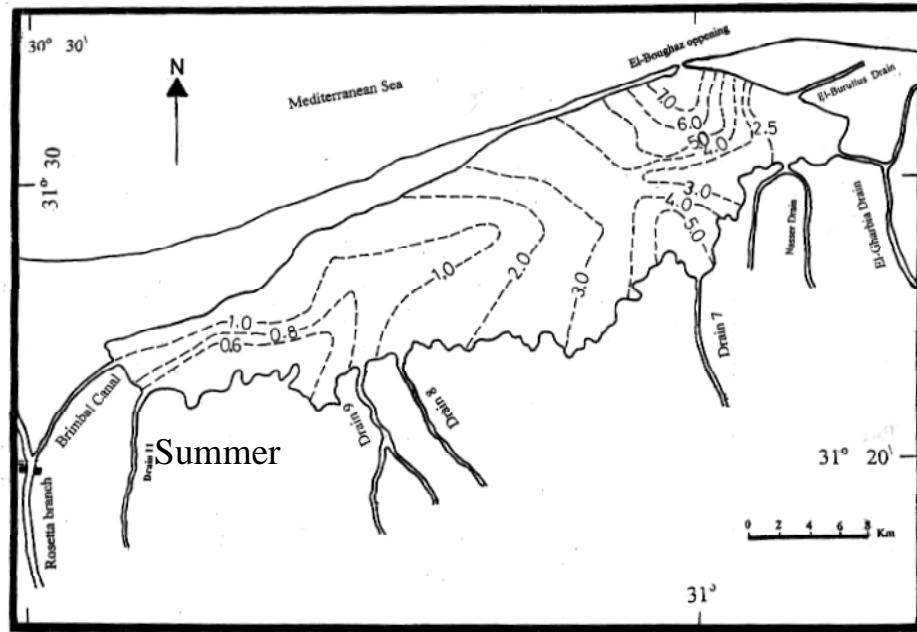 30° 30'
N
Mediterranean Sea
El-Boughaz oppening
El-Burullus Drain
31° 30
7.0
6.0
5.0
4.0
2.5
3.0
4.0
5.0
Nasser Drain
El-Gharbia Drain
1.0
2.0
3.0
1.0
0.8
0.6
Drain 7
Brimbal Canal
Drain 9
Drain 8
Drain 11
Summer
Rosetta branch
31° 20'
0 2 4 6 8
Km
31°